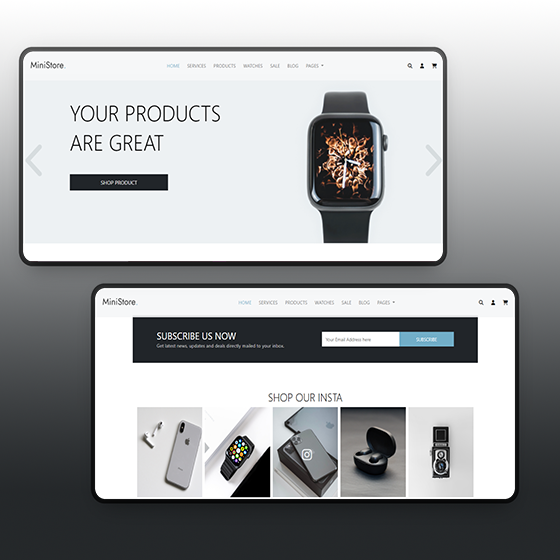 MiniStore.
HOME SERVICES PRODUCTS WATCHES SALE BLOG PAGES
YOUR PRODUCTS
ARE GREAT
SHOP PRODUCT
MiniStore.
HOME SERVICES PRODUCTS WATCHES SALE BLOG PAGES
SUBSCRIBE US NOW
Get latest news, updates and deals directly mailed to your inbox.
Your Email Address Here
SUBSCRIBE
SHOP OUR INSTA